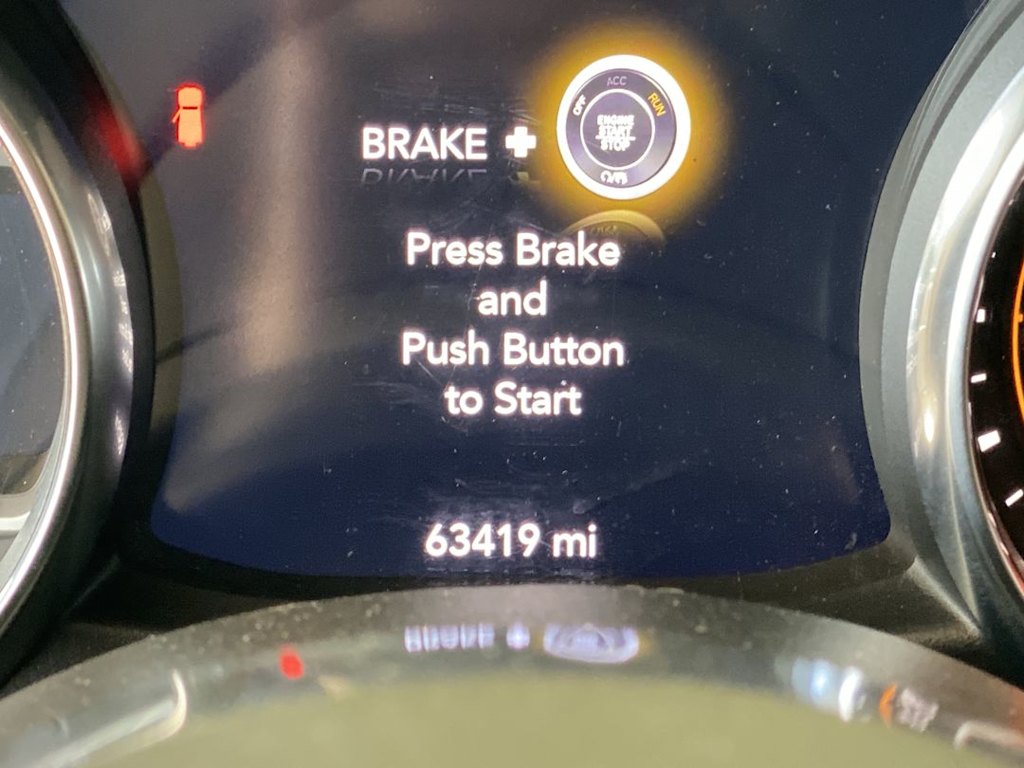 BRAKE +
ACC
OFF
RUN
ENGINE
START
STOP
Press Brake
and
Push Button
to Start
63419 mi